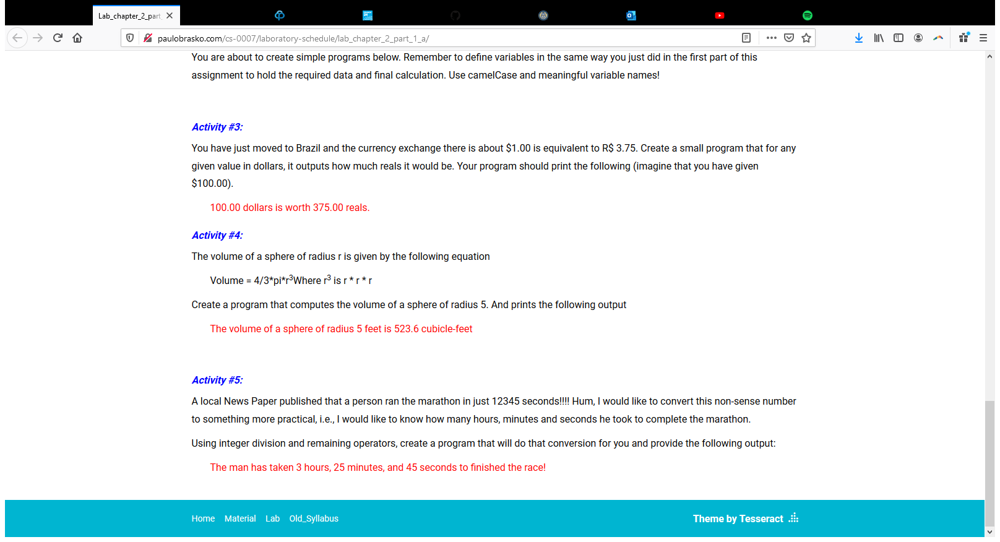 Lab_chapter_2_part
paulobrasko.com/cs-0007/laboratory-schedule/lab_chapter_2_part_1_a/
You are about to create simple programs below. Remember to define variables in the same way you just did in the first part of this
assignment to hold the required data and final calculation. Use camelCase and meaningful variable names!
Activity #3:
You have just moved to Brazil and the currency exchange there is about $1.00 is equivalent to R$ 3.75. Create a small program that for any
given value in dollars, it outputs how much reals it would be. Your program should print the following (imagine that you have given
$100.00).
100.00 dollars is worth 375.00 reals.
Activity #4:
The volume of a sphere of radius r is given by the following equation
Volume = 4/3*pi*r³Where r³ is r * r * r
Create a program that computes the volume of a sphere of radius 5. And prints the following output
The volume of a sphere of radius 5 feet is 523.6 cubicle-feet
Activity #5:
A local News Paper published that a person ran the marathon in just 12345 seconds!!!! Hum, I would like to convert this non-sense number
to something more practical, i.e., I would like to know how many hours, minutes and seconds he took to complete the marathon.
Using integer division and remaining operators, create a program that will do that conversion for you and provide the following output:
The man has taken 3 hours, 25 minutes, and 45 seconds to finished the race!
Home Material Lab Old_Syllabus Theme by Tesseract